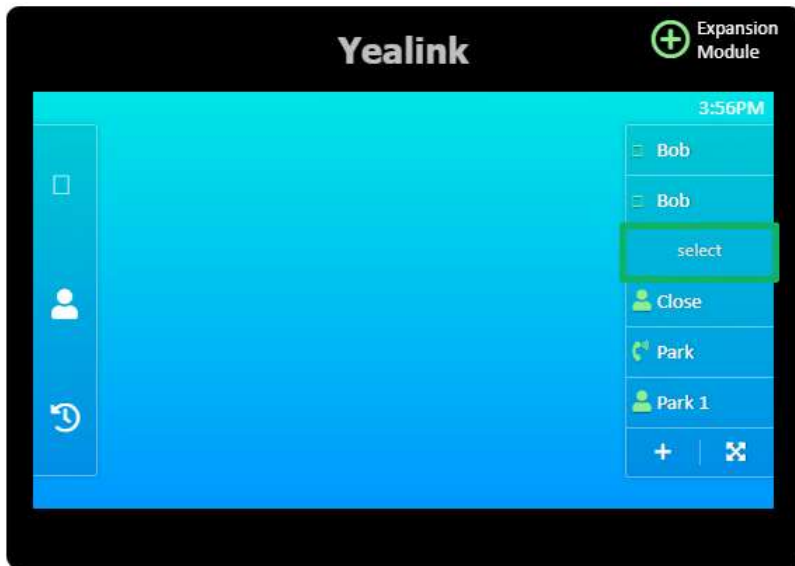 Yealink
Expansion
Module
3:56PM
Bob
Bob
select
Close
Park
Park 1